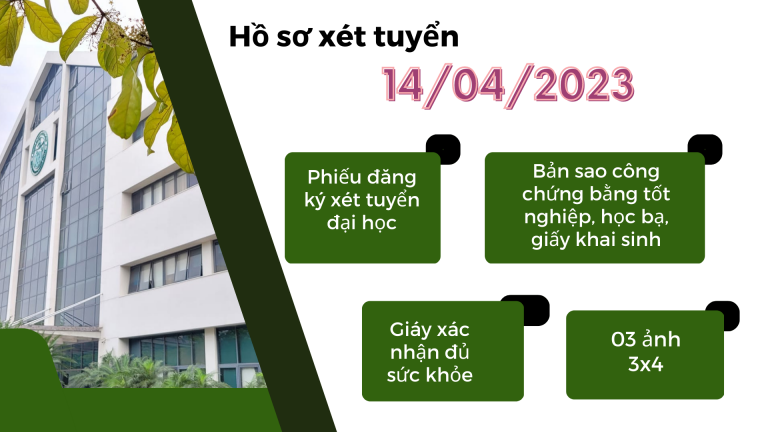 Hồ sơ xét tuyển
14/04/2023
Phiếu đăng
ký xét tuyển
đại học
Bản sao công
chứng bằng tốt
nghiệp, học bạ,
giấy khai sinh
Giáy xác
nhận đủ
sức khỏe
03 ảnh
3x4